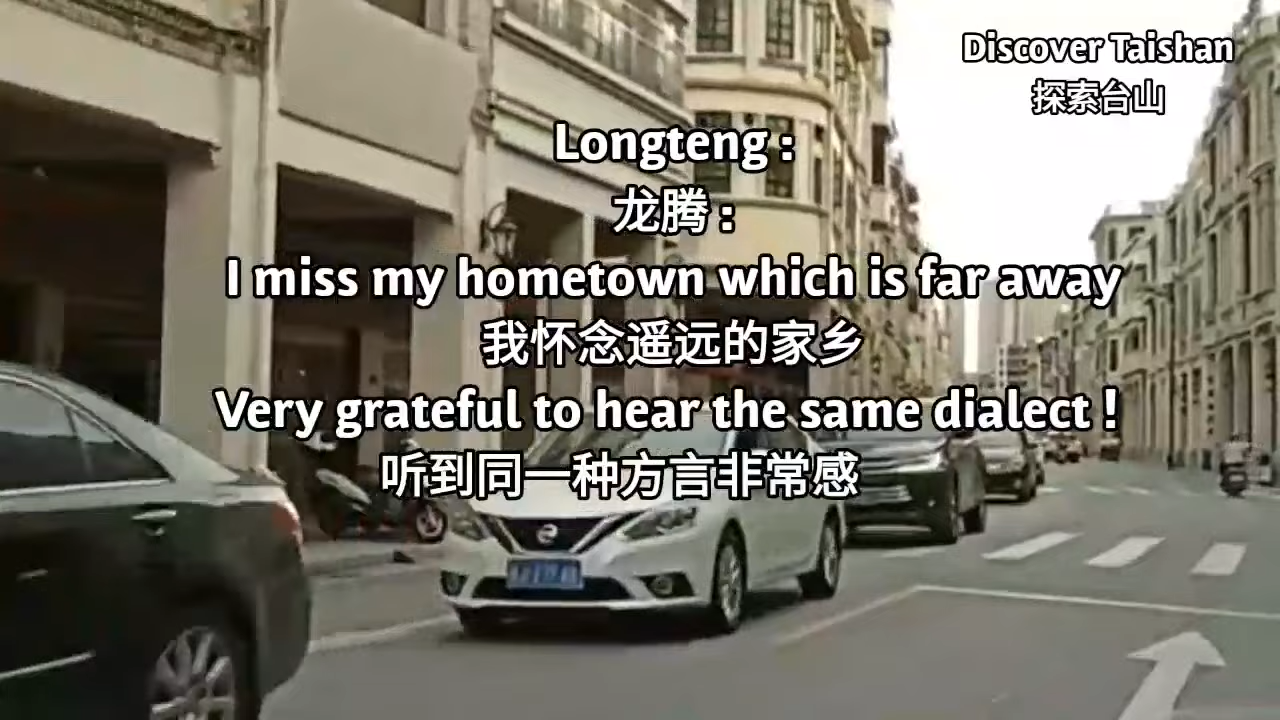 Discover Taishan
探索台山
Longteng :
龙腾 :
I miss my hometown which is far away
我怀念遥远的家乡
Very grateful to hear the same dialect !
听到同一种方言非常感